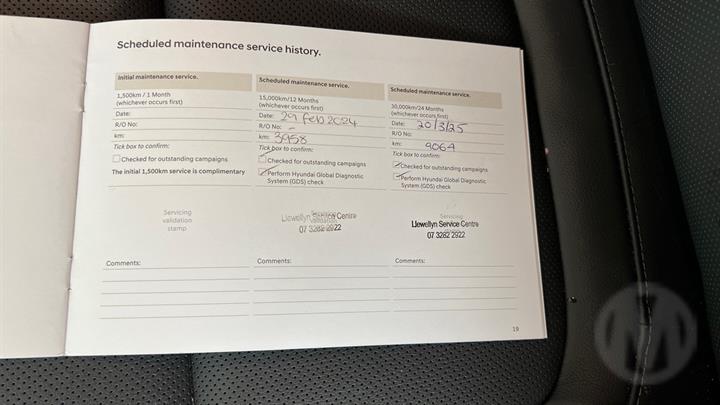 Scheduled maintenance service history.
Initial maintenance service.
1,500km / 1 Month
(whichever occurs first)
Date:
R/O No:
km:
Tick box to confirm:
Checked for outstanding campaigns
The initial 1,500km service is complimentary
Servicing
validation
stamp
Comments:
Scheduled maintenance service.
15,000km/12 Months
(whichever occurs first)
Date: 29 Feb 2024
R/O No: -
km: 3958
Tick box to confirm:
Checked for outstanding campaigns
Perform Hyundai Global Diagnostic
System (GDS) check
Servicing
Llewellyn Service Centre
validation
07 3282 2922
Comments:
Scheduled maintenance service.
30,000km/24 Months
(whichever occurs first)
Date: 20/3/25
R/O No:
km: 9064
Tick box to confirm:
Checked for outstanding campaigns
Perform Hyundai Global Diagnostic
System (GDS) check
Servicing
Llewellyn Service Centre
07 3282 2922
Comments:
19
M